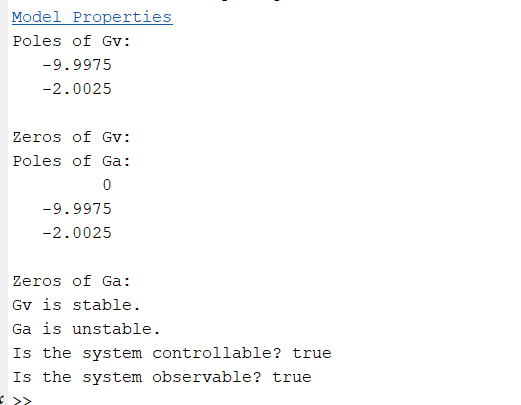 Model Properties
Poles of Gv:
-9.9975
-2.0025
Zeros of Gv:
Poles of Ga:
0
-9.9975
-2.0025
Zeros of Ga:
Gv is stable.
Ga is unstable.
Is the system controllable? true
Is the system observable? true
>>